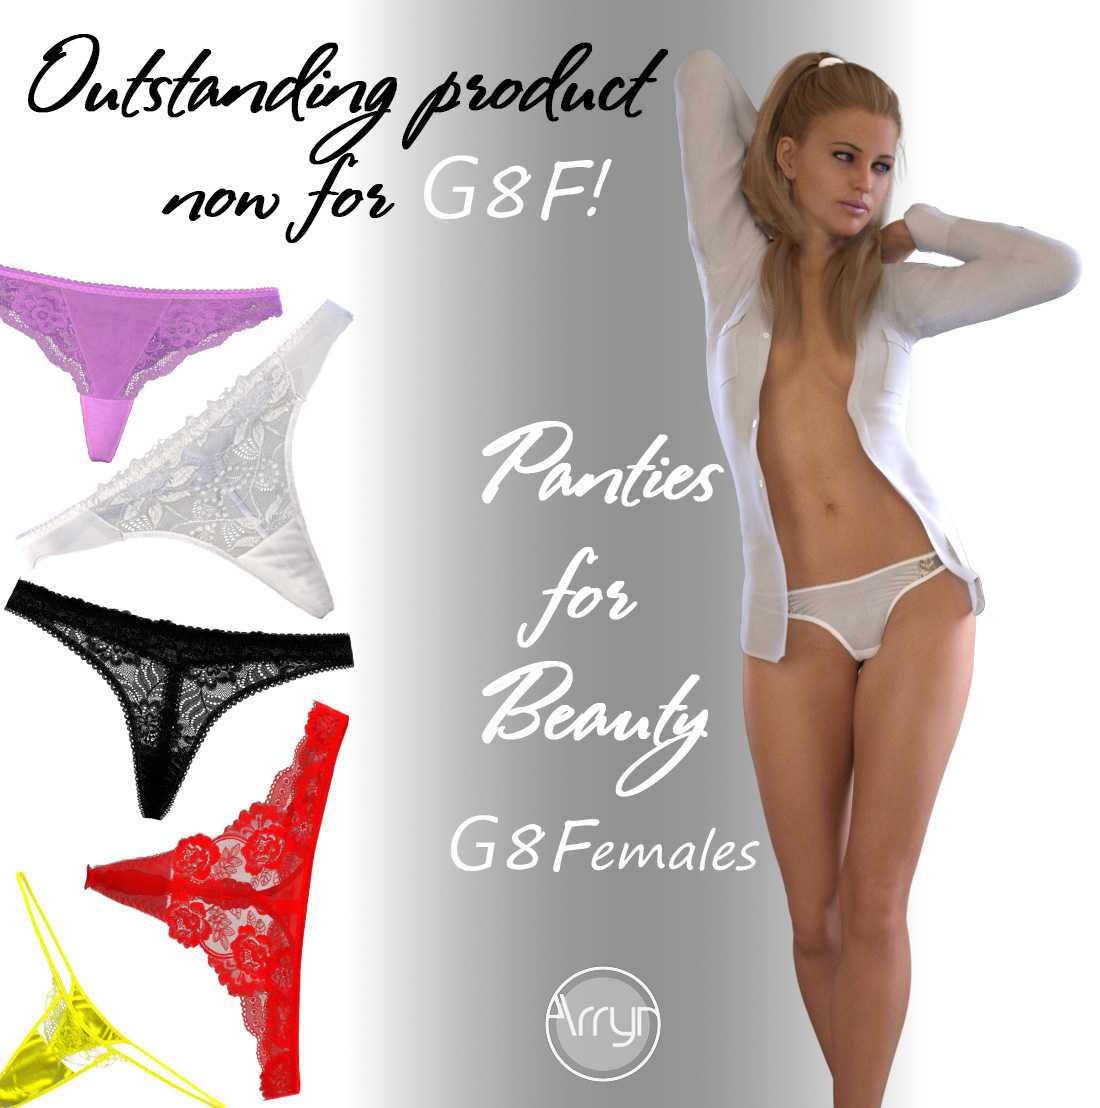 Outstanding product
now for G8F!
Panties
for
Beauty
G8Females
Arryn